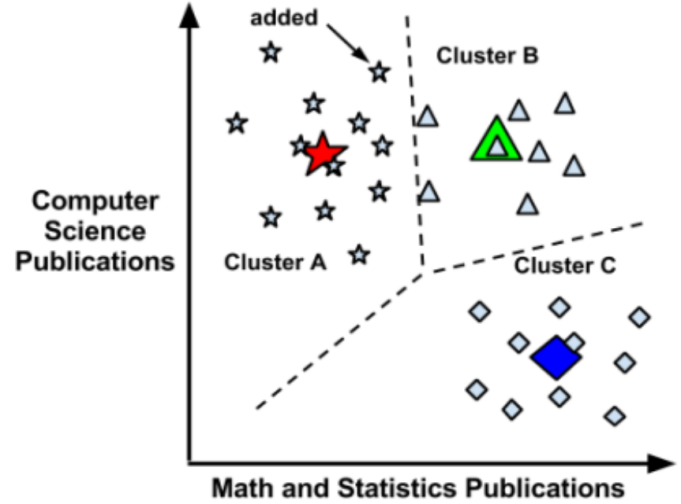 added
Cluster B
Computer
Science
Publications
Cluster A
Cluster C
Math and Statistics Publications